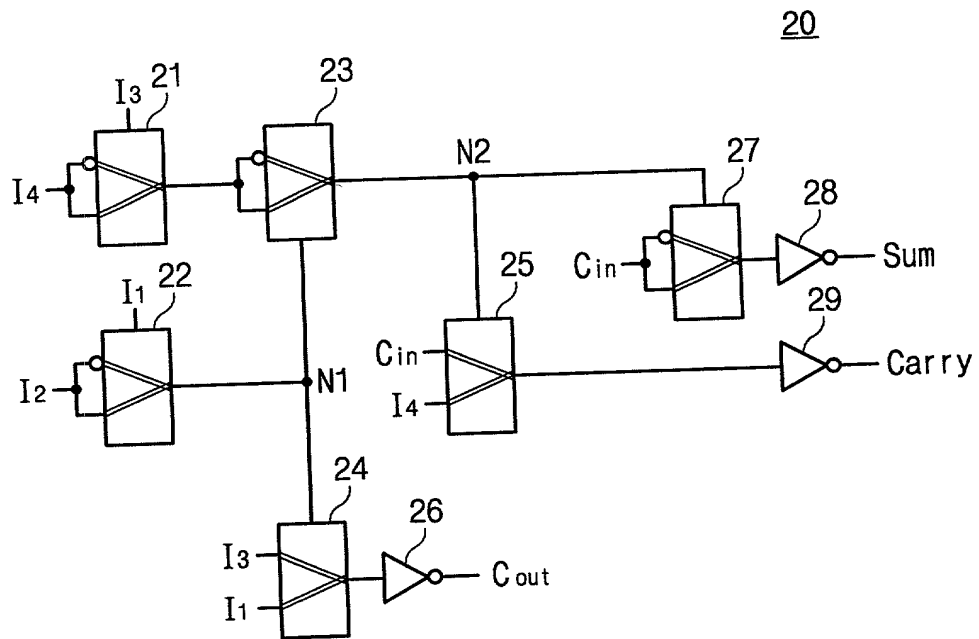 20
I3 21 23
I4 N2 27
28
Cin Sum
I1 22 25 29
I2 N1 Cin Carry
I4
24
26
I3 Cout
I1